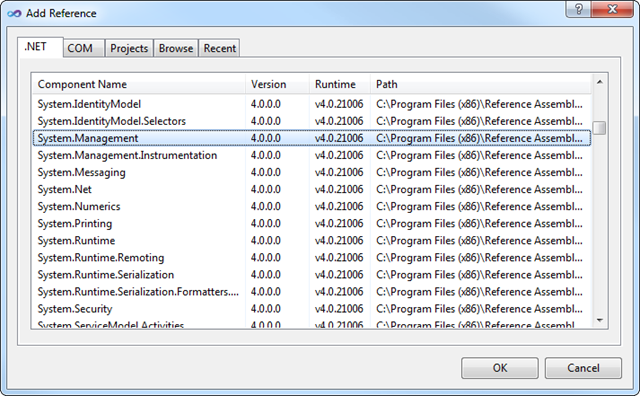 Add Reference
.NET COM Projects Browse Recent
Component Name Version Runtime Path
System.IdentityModel 4.0.0.0 v4.0.21006 C:\Program Files (x86)\Reference Assembl...
System.IdentityModel.Selectors 4.0.0.0 v4.0.21006 C:\Program Files (x86)\Reference Assembl...
System.Management 4.0.0.0 v4.0.21006 C:\Program Files (x86)\Reference Assembl...
System.Management.Instrumentation 4.0.0.0 v4.0.21006 C:\Program Files (x86)\Reference Assembl...
System.Messaging 4.0.0.0 v4.0.21006 C:\Program Files (x86)\Reference Assembl...
System.Net 4.0.0.0 v4.0.21006 C:\Program Files (x86)\Reference Assembl...
System.Numerics 4.0.0.0 v4.0.21006 C:\Program Files (x86)\Reference Assembl...
System.Printing 4.0.0.0 v4.0.21006 C:\Program Files (x86)\Reference Assembl...
System.Runtime 4.0.0.0 v4.0.21006 C:\Program Files (x86)\Reference Assembl...
System.Runtime.Remoting 4.0.0.0 v4.0.21006 C:\Program Files (x86)\Reference Assembl...
System.Runtime.Serialization 4.0.0.0 v4.0.21006 C:\Program Files (x86)\Reference Assembl...
System.Runtime.Serialization.Formatters.... 4.0.0.0 v4.0.21006 C:\Program Files (x86)\Reference Assembl...
System.Security 4.0.0.0 v4.0.21006 C:\Program Files (x86)\Reference Assembl...
System.ServiceModel.Activities 4.0.0.0 v4.0.21006 C:\Program Files (x86)\Reference Assembl...
OK Cancel